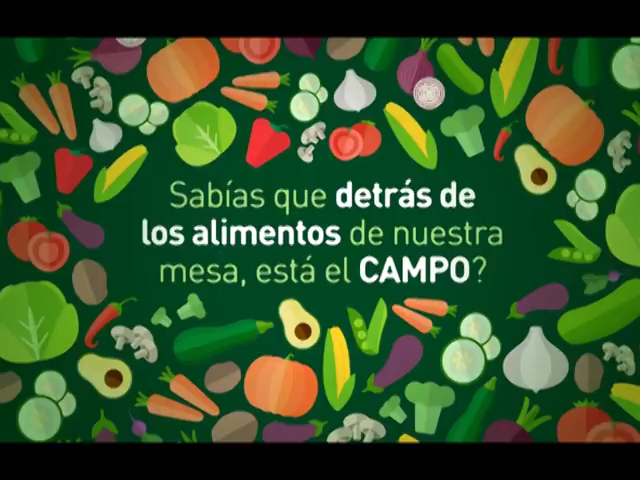 Sabías que detrás de
los alimentos de nuestra
mesa, está el CAMPO?